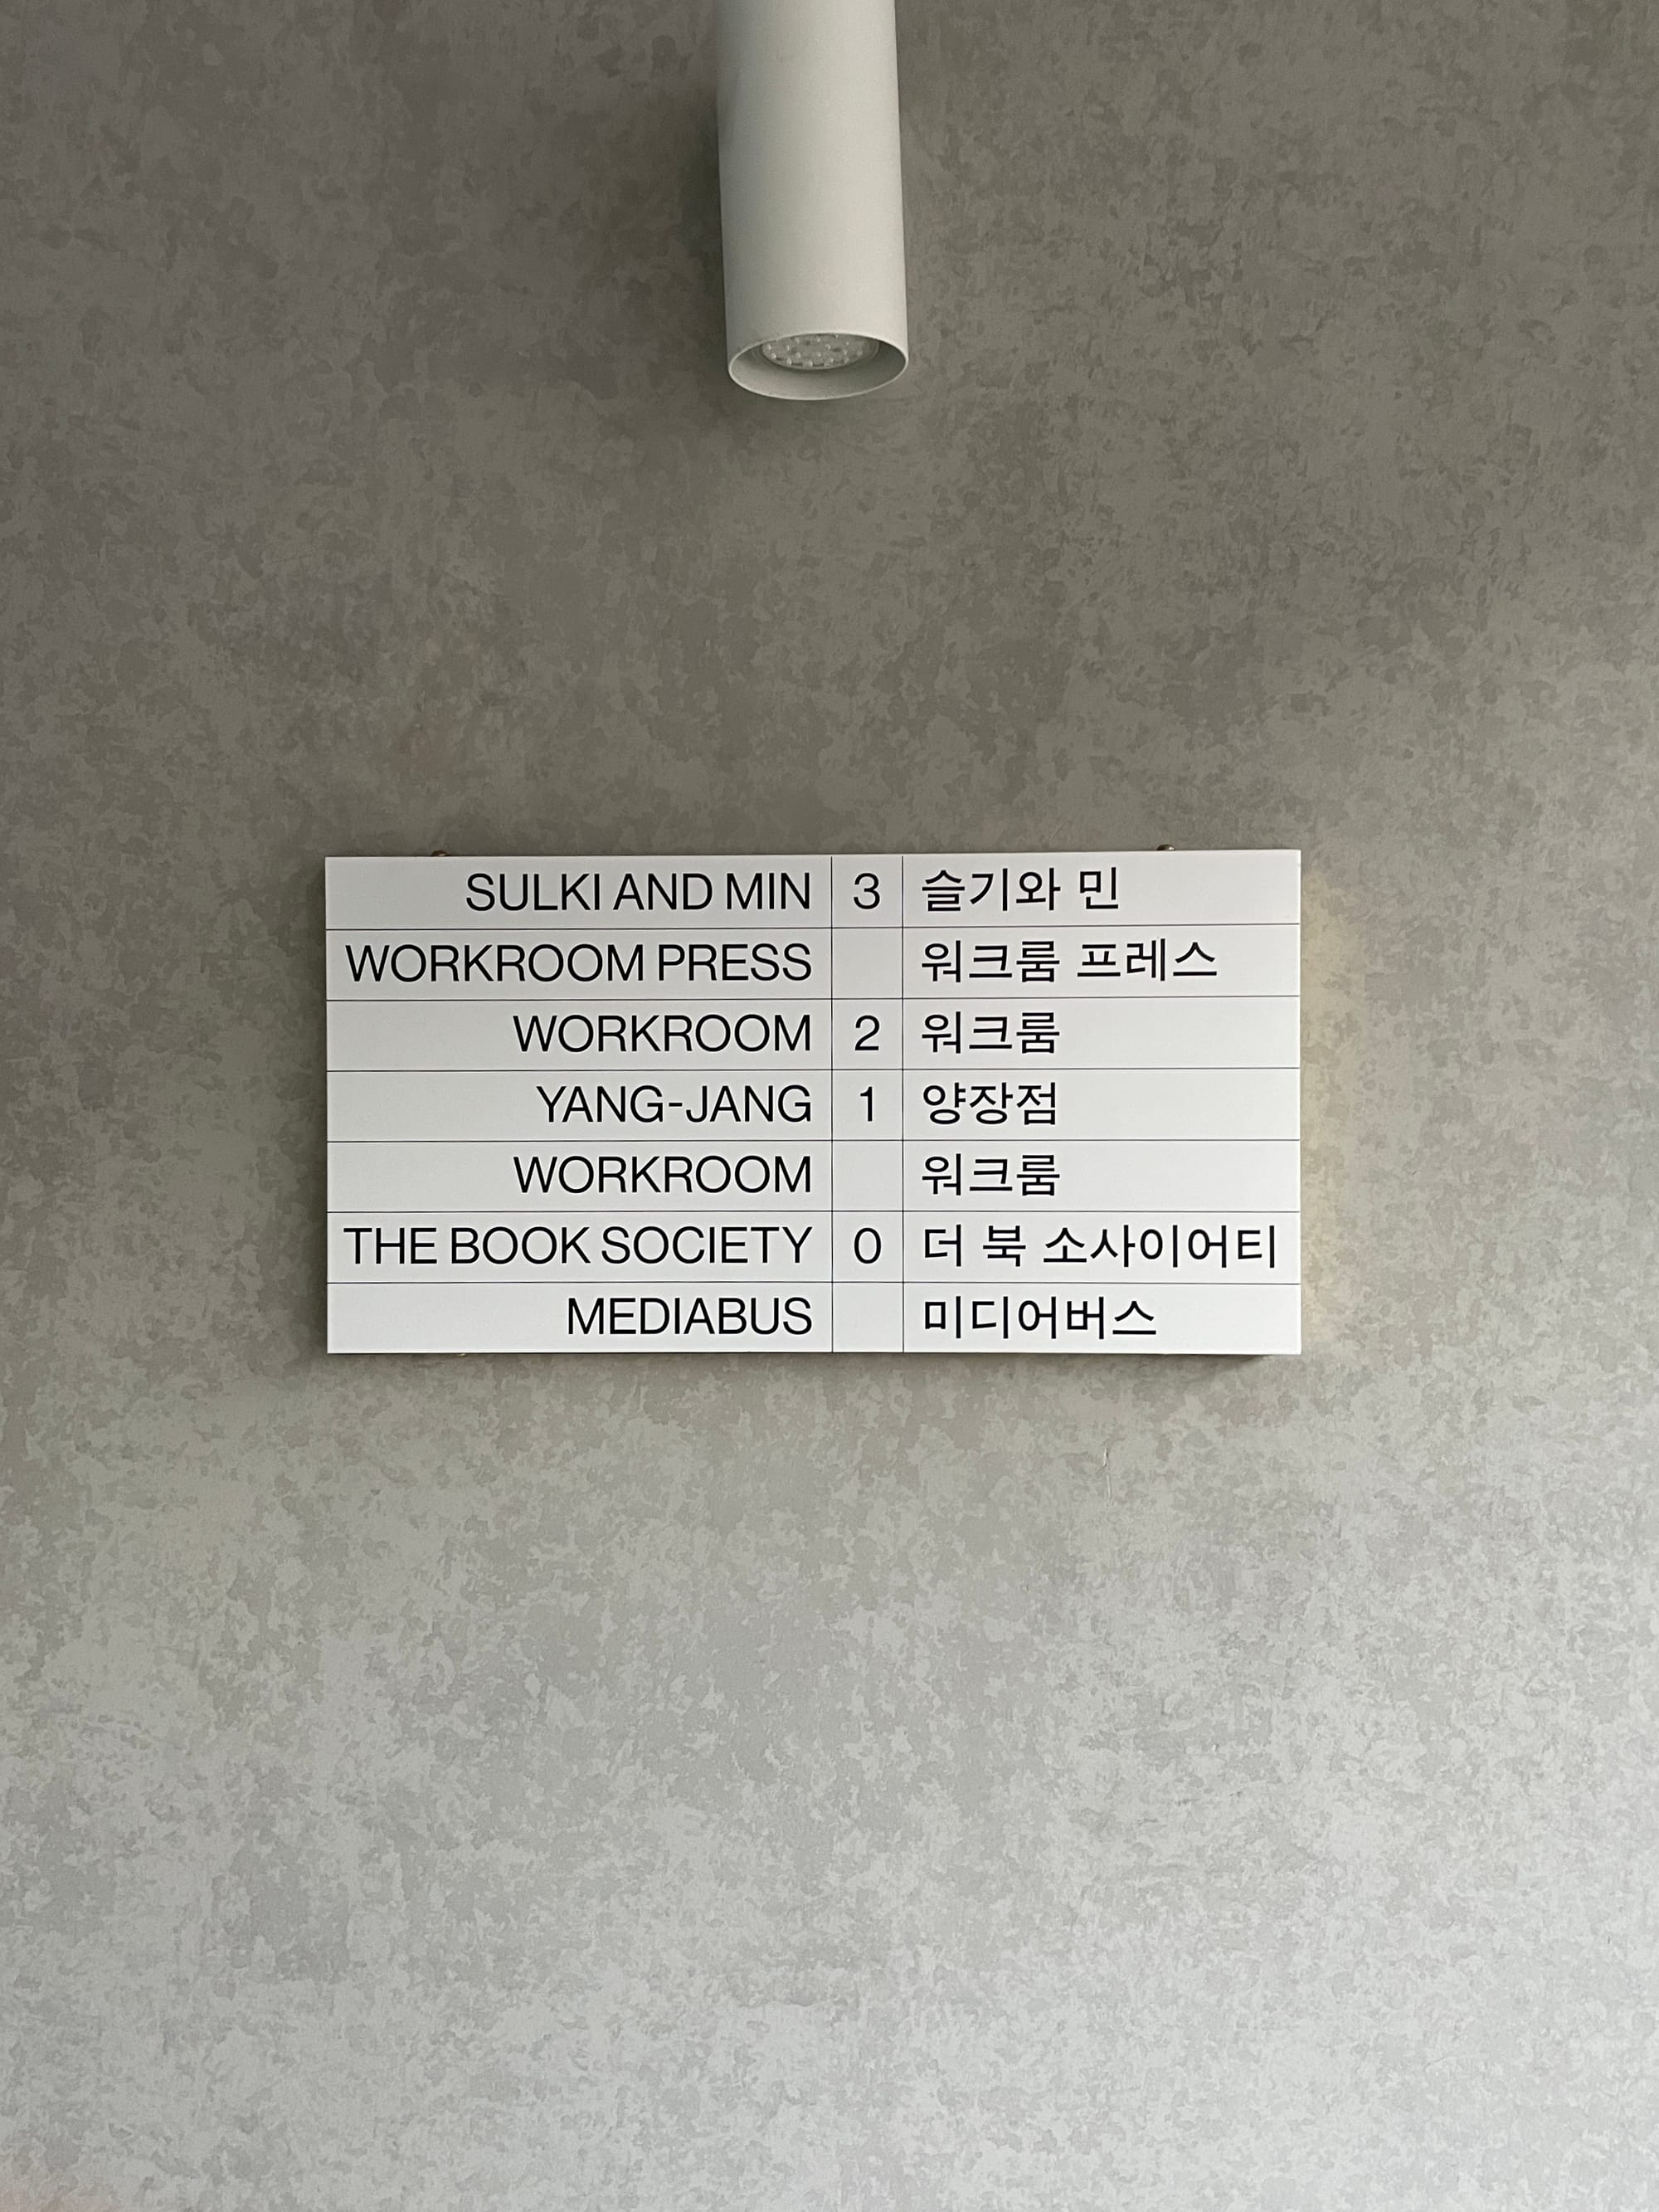 SULKI AND MIN 3 슬기와 민
WORKROOM PRESS 워크룸 프레스
WORKROOM 2 워크룸
YANG-JANG 1 양장점
WORKROOM 워크룸
THE BOOK SOCIETY 0 더 북 소사이어티
MEDIABUS 미디어버스